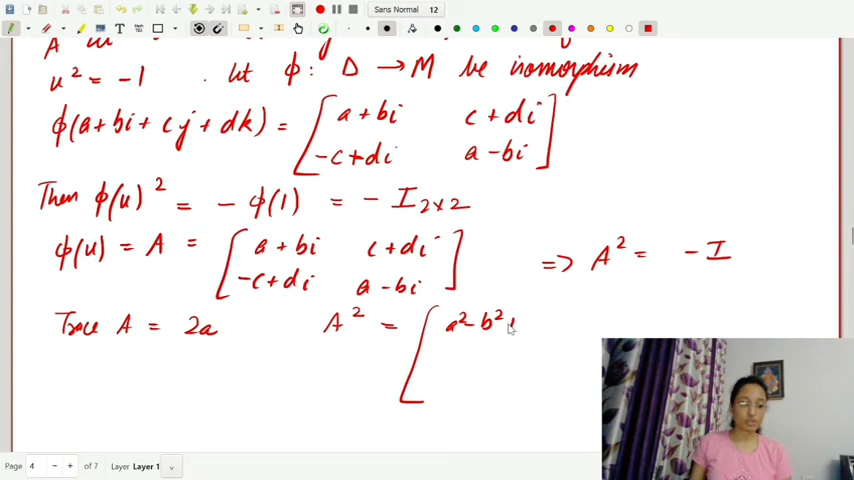 Sans Normal 12
u² = -1 . let ϕ : D → M be isomorphism
ϕ(a+bi+cj+dk) = [ a+bi c+di
-c+di a-bi ]
Then ϕ(u)² = - ϕ(1) = - I₂ₓ₂
ϕ(u) = A = [ a+bi c+di
-c+di a-bi ] => A² = - I
Trace A = 2a A² = [ a²-b²
Page 4 - + of 7 Layer Layer 1